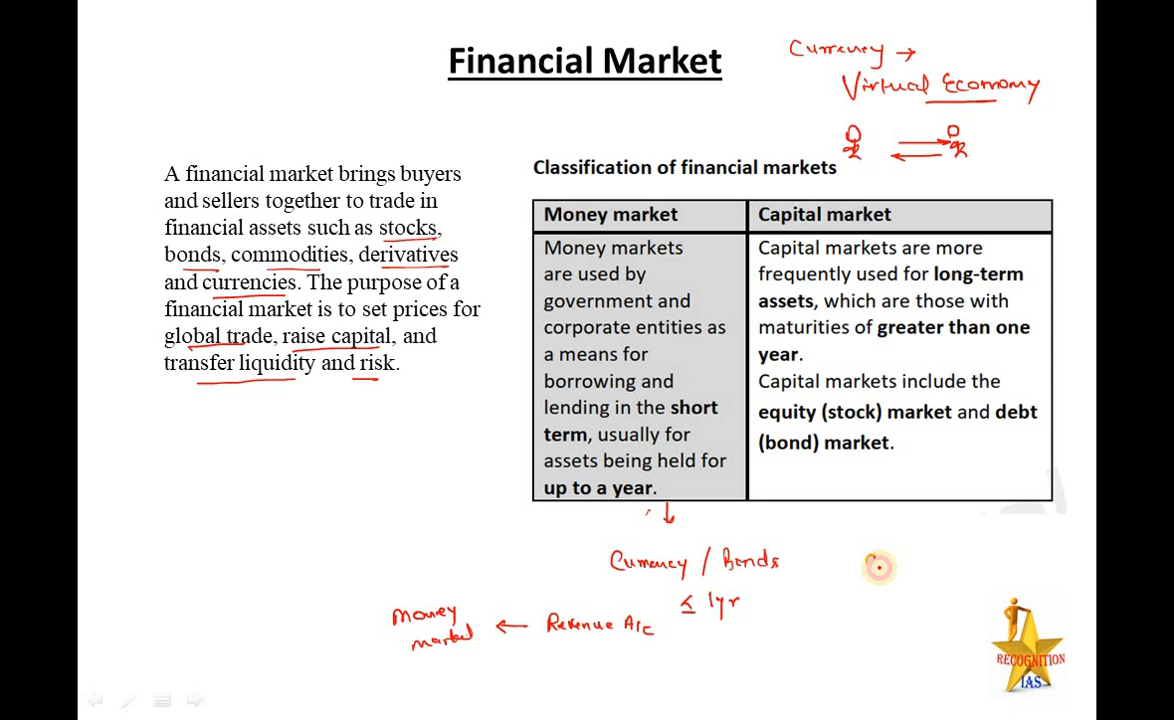 Financial Market
Currency →
Virtual Economy
A financial market brings buyers
and sellers together to trade in
financial assets such as stocks,
bonds, commodities, derivatives
and currencies. The purpose of a
financial market is to set prices for
global trade, raise capital, and
transfer liquidity and risk.
Classification of financial markets
Money market
Money markets
are used by
government and
corporate entities as
a means for
borrowing and
lending in the short
term, usually for
assets being held for
up to a year.
Capital market
Capital markets are more
frequently used for long-term
assets, which are those with
maturities of greater than one
year.
Capital markets include the
equity (stock) market and debt
(bond) market.
Currency / Bonds
≤ 1yr
Money ← Revenue A/c
market
RECOGNITION
IAS